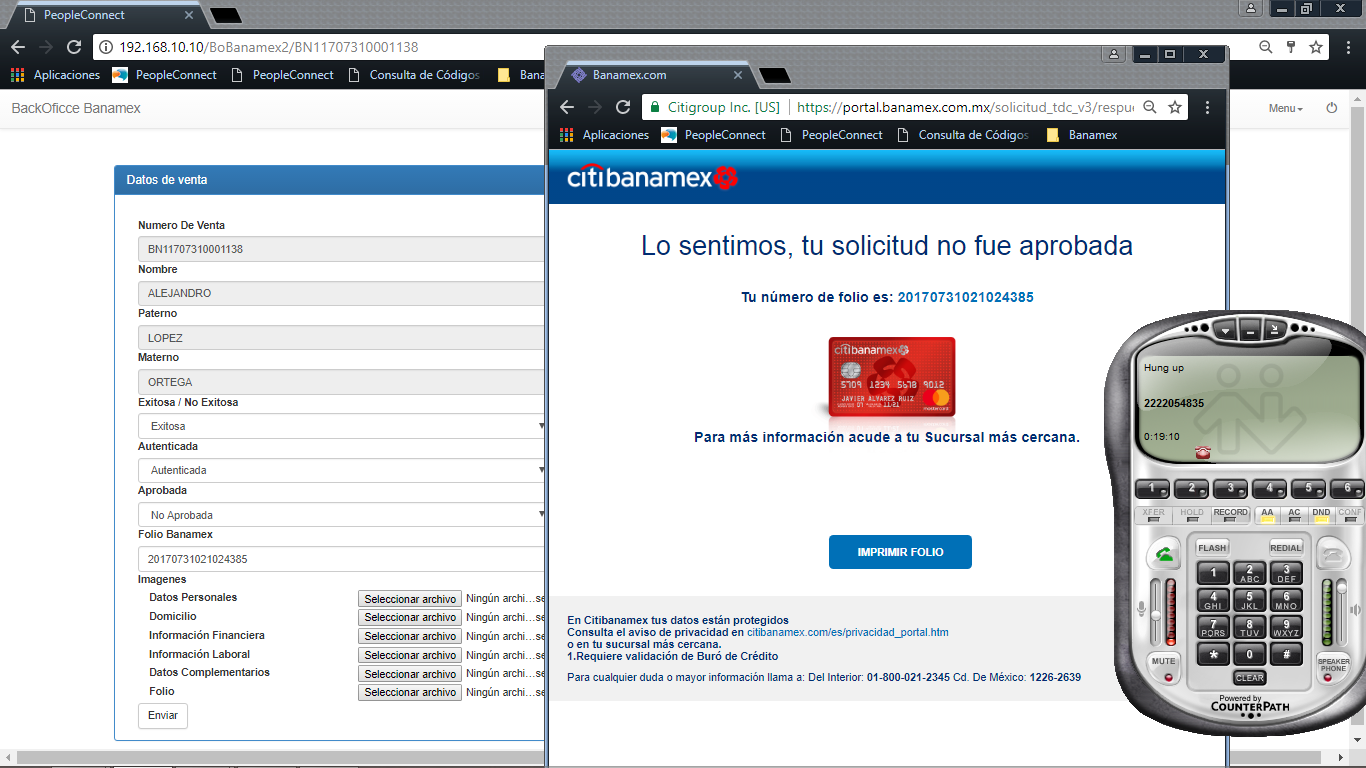 PeopleConnect
192.168.10.10/BoBanamex2/BN11707310001138
Aplicaciones PeopleConnect PeopleConnect Consulta de Códigos Bana
BackOficce Banamex
Menu
Datos de venta
Numero De Venta
BN11707310001138
Nombre
ALEJANDRO
Paterno
LOPEZ
Materno
ORTEGA
Exitosa / No Exitosa
Exitosa
Autenticada
Autenticada
Aprobada
No Aprobada
Folio Banamex
20170731021024385
Imagenes
Datos Personales Seleccionar archivo Ningún archi...se
Domicilio Seleccionar archivo Ningún archi...se
Información Financiera Seleccionar archivo Ningún archi...se
Información Laboral Seleccionar archivo Ningún archi...se
Datos Complementarios Seleccionar archivo Ningún archi...se
Folio Seleccionar archivo Ningún archi...se
Enviar
Banamex.com
Citigroup Inc. [US] https://portal.banamex.com.mx/solicitud_tdc_v3/respu
Aplicaciones PeopleConnect PeopleConnect Consulta de Códigos Banamex
citibanamex
Lo sentimos, tu solicitud no fue aprobada
Tu número de folio es: 20170731021024385
citibanamex
5709 1234 5678 9012
JAVIER ALVAREZ RUIZ
11/21
mastercard
Para más información acude a tu Sucursal más cercana.
IMPRIMIR FOLIO
En Citibanamex tus datos están protegidos
Consulta el aviso de privacidad en citibanamex.com/es/privacidad_portal.htm
o en tu sucursal más cercana.
1.Requiere validación de Buró de Crédito
Para cualquier duda o mayor información llama a: Del Interior: 01-800-021-2345 Cd. De México: 1226-2639
Hung up
2222054835
0:19:10
1 2 3 4 5 6
XFER HOLD RECORD AA AC DND CONF
FLASH REDIAL
1 2 ABC 3 DEF
4 GHI 5 JKL 6 MNO
7 PQRS 8 TUV 9 WXYZ
* 0 #
MUTE CLEAR SPEAKER PHONE
Powered by
COUNTERPATH